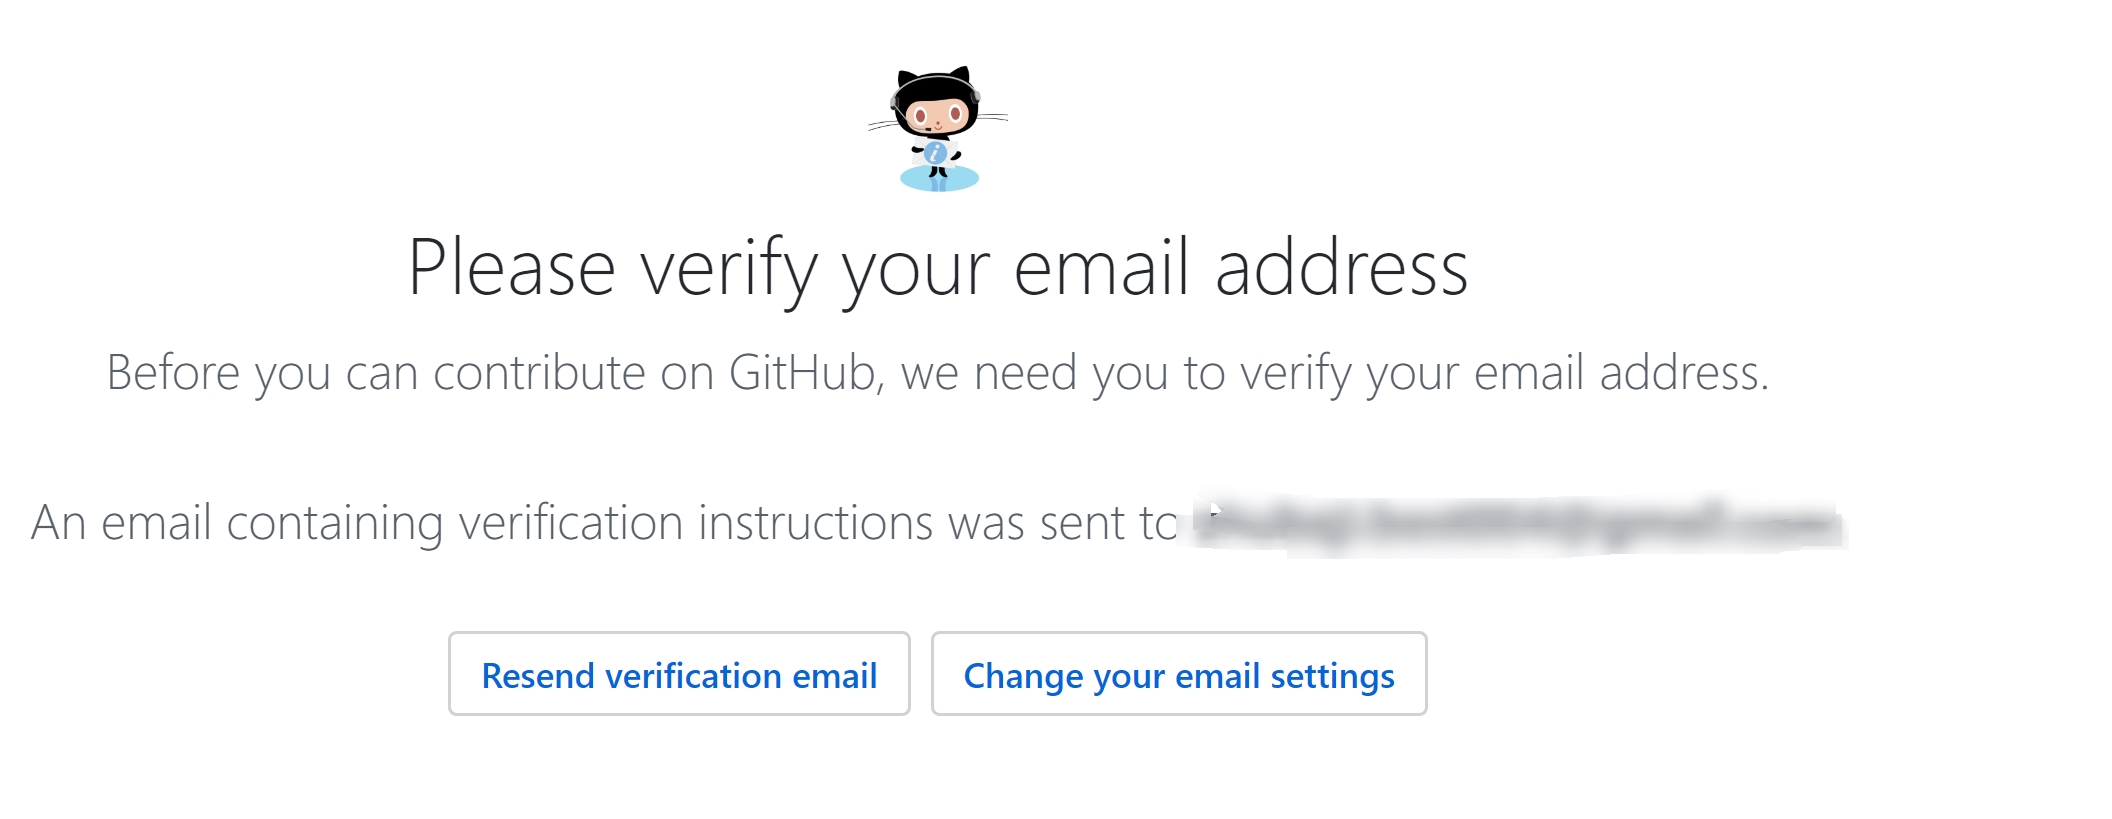 Please verify your email address
Before you can contribute on GitHub, we need you to verify your email address.
An email containing verification instructions was sent to
Resend verification email
Change your email settings